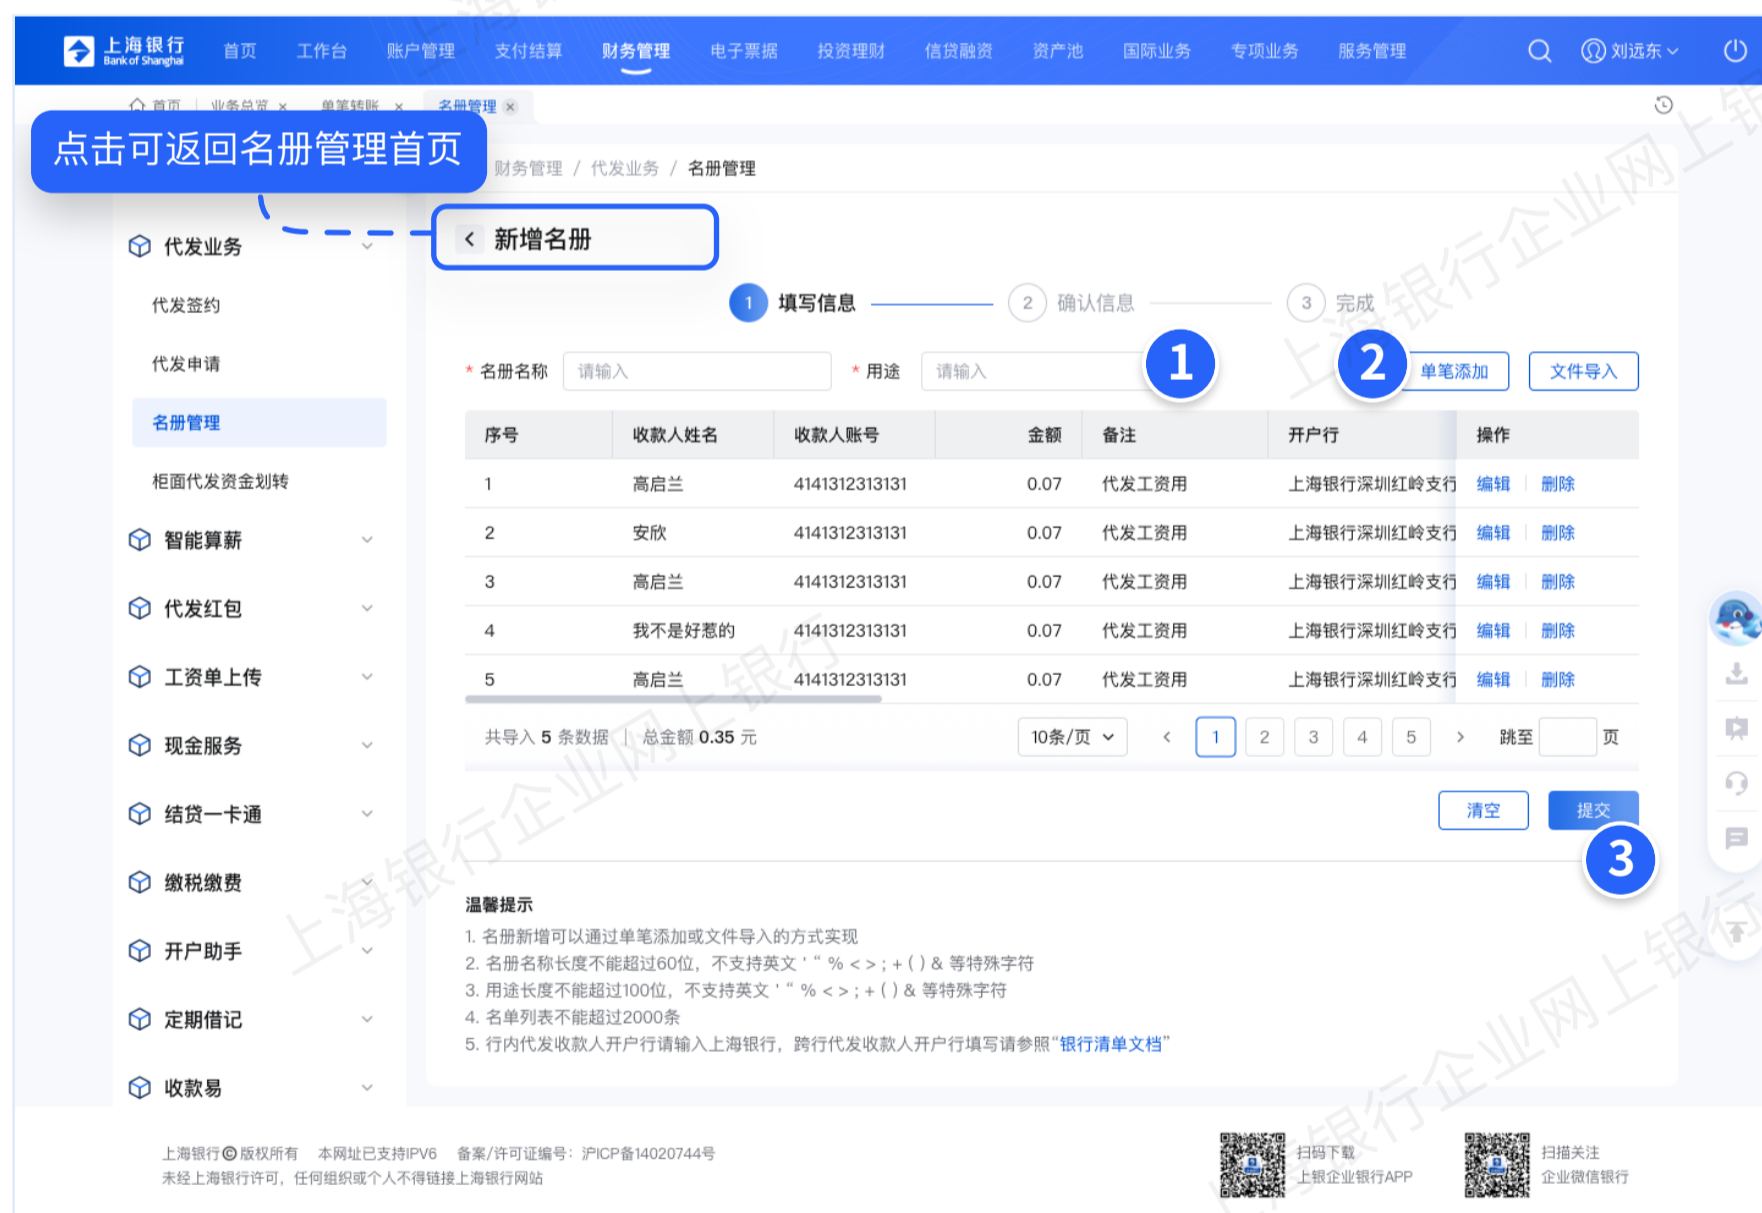 上海银行
Bank of Shanghai
首页 工作台 账户管理 支付结算 财务管理 电子票据 投资理财 信贷融资 资产池 国际业务 专项业务 服务管理 刘远东
首页 业务总览 × 单笔转账 × 名册管理 ×
点击可返回名册管理首页
财务管理 / 代发业务 / 名册管理
新增名册
1 填写信息 2 确认信息 3 完成
* 名册名称 请输入 * 用途 请输入 1 2 单笔添加 文件导入
序号 收款人姓名 收款人账号 金额 备注 开户行 操作
1 高启兰 4141312313131 0.07 代发工资用 上海银行深圳红岭支行 编辑 删除
2 安欣 4141312313131 0.07 代发工资用 上海银行深圳红岭支行 编辑 删除
3 高启兰 4141312313131 0.07 代发工资用 上海银行深圳红岭支行 编辑 删除
4 我不是好惹的 4141312313131 0.07 代发工资用 上海银行深圳红岭支行 编辑 删除
5 高启兰 4141312313131 0.07 代发工资用 上海银行深圳红岭支行 编辑 删除
共导入 5 条数据 | 总金额 0.35 元 10条/页 < 1 2 3 4 5 > 跳至 页
清空 提交
3
代发业务
代发签约
代发申请
名册管理
柜面代发资金划转
智能算薪
代发红包
工资单上传
现金服务
结贷一卡通
缴税缴费
开户助手
定期借记
收款易
温馨提示
1. 名册新增可以通过单笔添加或文件导入的方式实现
2. 名册名称长度不能超过60位，不支持英文 ' “ % < > ; + ( ) & 等特殊字符
3. 用途长度不能超过100位，不支持英文 ' “ % < > ; + ( ) & 等特殊字符
4. 名单列表不能超过2000条
5. 行内代发收款人开户行请输入上海银行，跨行代发收款人开户行填写请参照“银行清单文档”
上海银行© 版权所有 本网址已支持IPV6 备案/许可证编号：沪ICP备14020744号
未经上海银行许可，任何组织或个人不得链接上海银行网站
扫码下载
上银企业银行APP
扫描关注
企业微信银行
上海银行企业网上银行
上海银行企业网上银行
上海银行企业网上银行